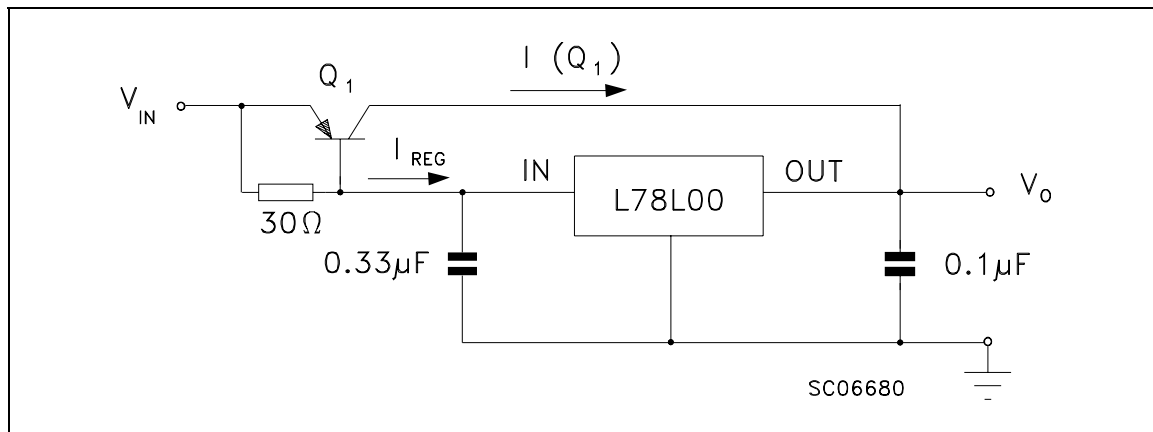 I (Q1)
Q1
VIN
IREG
IN
L78L00
OUT
VO
30Ω
0.33µF
0.1µF
SC06680